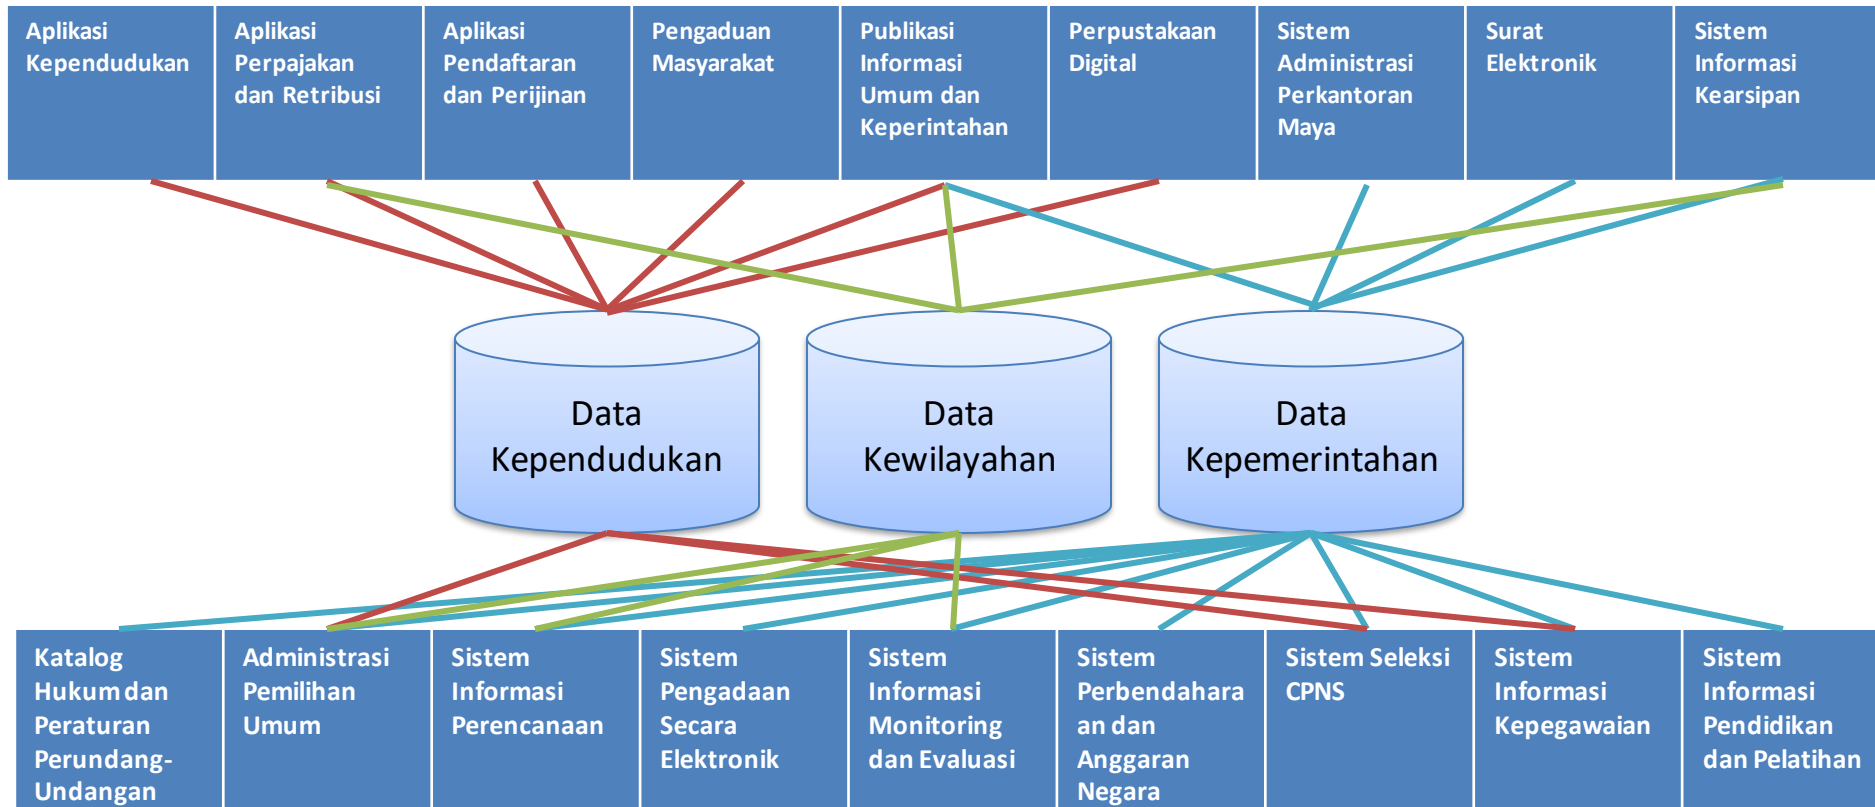 Aplikasi
Kependudukan
Aplikasi
Perpajakan
dan Retribusi
Aplikasi
Pendaftaran
dan Perijinan
Pengaduan
Masyarakat
Publikasi
Informasi
Umum dan
Keperintahan
Perpustakaan
Digital
Sistem
Administrasi
Perkantoran
Maya
Surat
Elektronik
Sistem
Informasi
Kearsipan
Data
Kependudukan
Data
Kewilayahan
Data
Kepemerintahan
Katalog
Hukum dan
Peraturan
Perundang-
Undangan
Administrasi
Pemilihan
Umum
Sistem
Informasi
Perencanaan
Sistem
Pengadaan
Secara
Elektronik
Sistem
Informasi
Monitoring
dan Evaluasi
Sistem
Perbendahara
an dan
Anggaran
Negara
Sistem Seleksi
CPNS
Sistem
Informasi
Kepegawaian
Sistem
Informasi
Pendidikan
dan Pelatihan